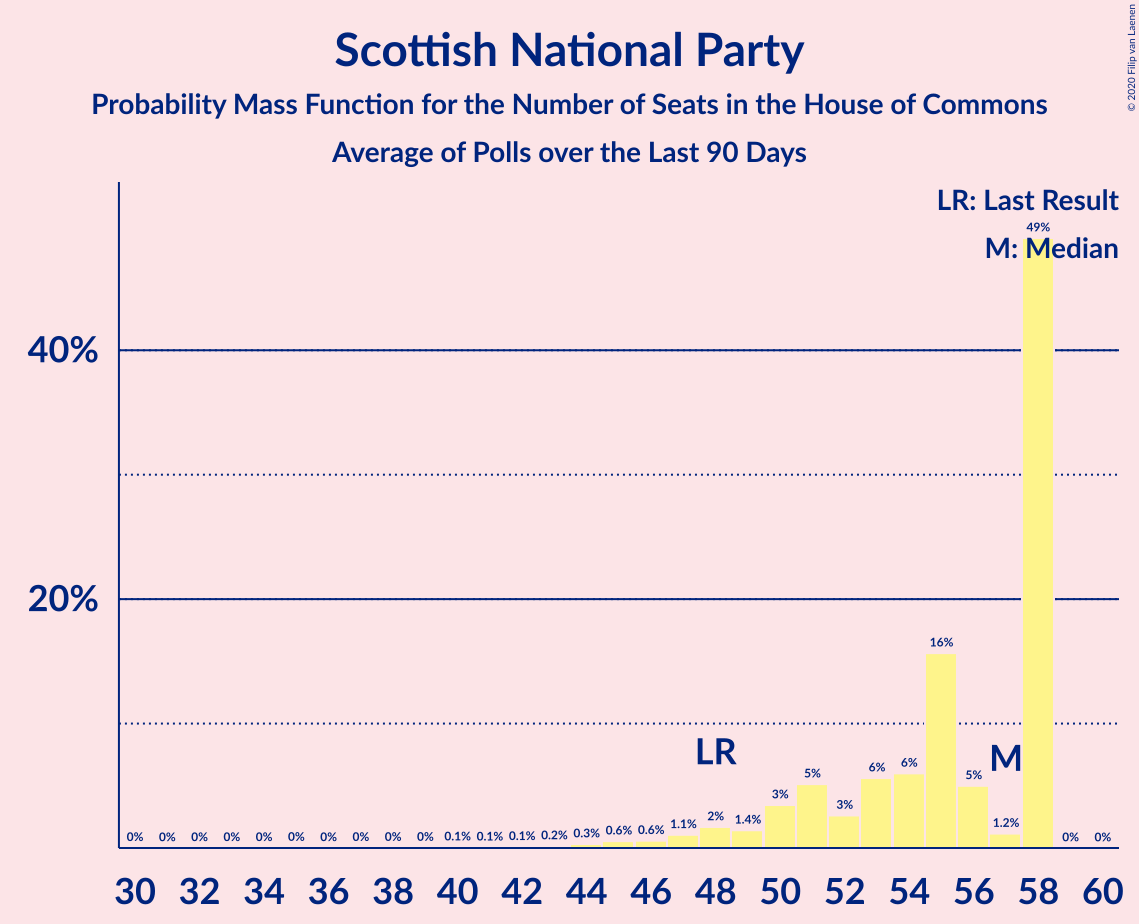 Scottish National Party
Probability Mass Function for the Number of Seats in the House of Commons
Average of Polls over the Last 90 Days
© 2020 Filip van Laenen
LR: Last Result
M: Median
49%
40%
20%
16%
LR
M
0% 0% 0% 0% 0% 0% 0% 0% 0% 0% 0.1% 0.1% 0.1% 0.2% 0.3% 0.6% 0.6% 1.1% 2% 1.4% 3% 5% 3% 6% 6% 5% 1.2% 0% 0%
30 32 34 36 38 40 42 44 46 48 50 52 54 56 58 60